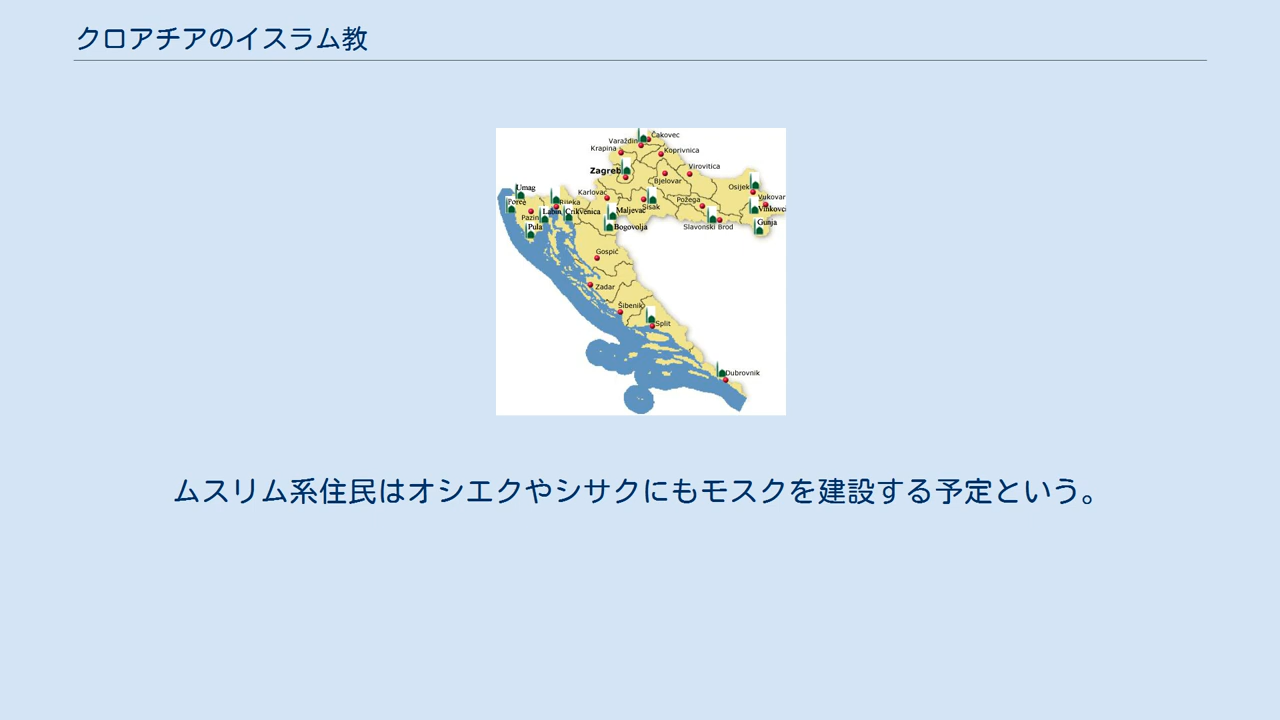 クロアチアのイスラム教
Čakovec
Varaždin
Krapina
Koprivnica
Zagreb
Virovitica
Bjelovar
Osijek
Umag
Karlovac
Vukovar
Požega
Rijeka
Sisak
Vinkovci
Labin
Crikvenica
Maljevac
Pazin
Gunja
Pula
Bogovolja
Slavonski Brod
Gospić
Zadar
Šibenik
Split
Dubrovnik
ムスリム系住民はオシエクやシサクにもモスクを建設する予定という。